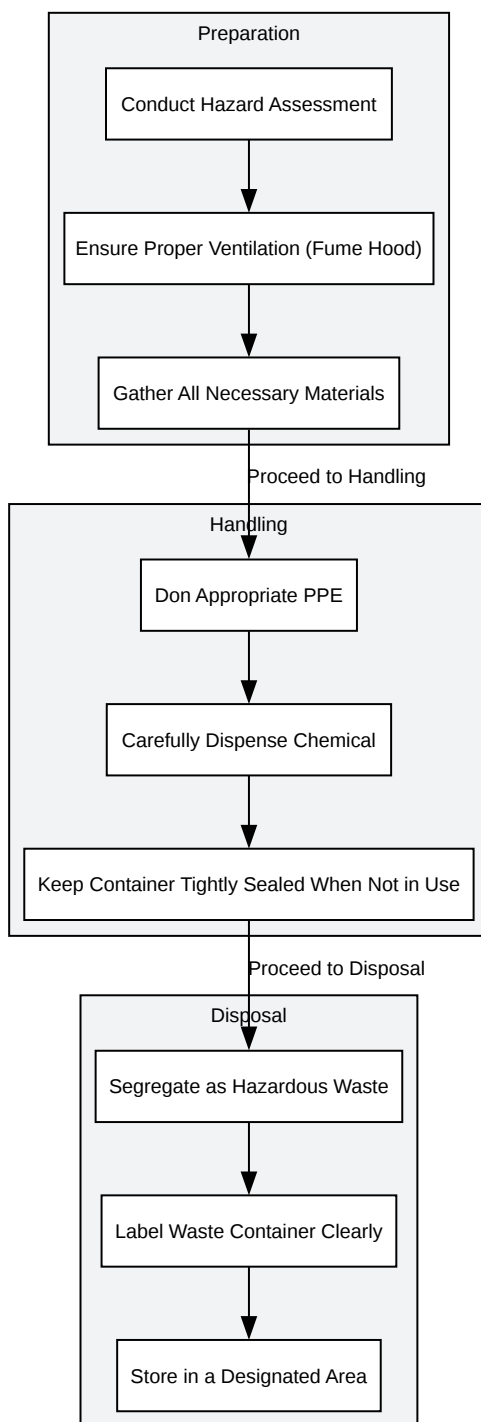 Preparation
Conduct Hazard Assessment
Ensure Proper Ventilation (Fume Hood)
Gather All Necessary Materials
Proceed to Handling
Handling
Don Appropriate PPE
Carefully Dispense Chemical
Keep Container Tightly Sealed When Not in Use
Proceed to Disposal
Disposal
Segregate as Hazardous Waste
Label Waste Container Clearly
Store in a Designated Area